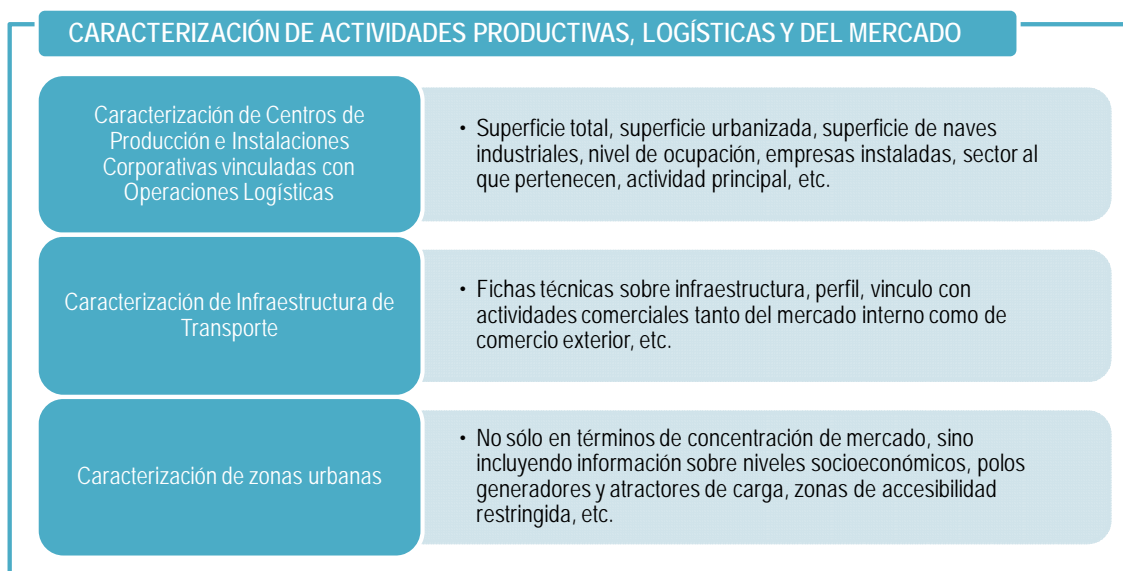 CARACTERIZACIÓN DE ACTIVIDADES PRODUCTIVAS, LOGÍSTICAS Y DEL MERCADO
Caracterización de Centros de
Producción e Instalaciones
Corporativas vinculadas con
Operaciones Logísticas
• Superficie total, superficie urbanizada, superficie de naves
industriales, nivel de ocupación, empresas instaladas, sector al
que pertenecen, actividad principal, etc.
Caracterización de Infraestructura de
Transporte
• Fichas técnicas sobre infraestructura, perfil, vinculo con
actividades comerciales tanto del mercado interno como de
comercio exterior, etc.
Caracterización de zonas urbanas
• No sólo en términos de concentración de mercado, sino
incluyendo información sobre niveles socioeconómicos, polos
generadores y atractores de carga, zonas de accesibilidad
restringida, etc.